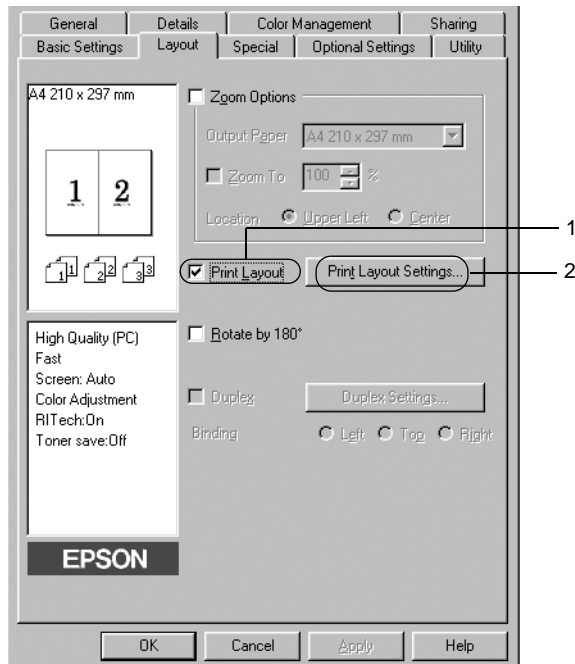 General Details Color Management Sharing
Basic Settings Layout Special Optional Settings Utility
A4 210 x 297 mm
Zoom Options
Output Paper A4 210 x 297 mm
Zoom To 100 %
Location Upper Left Center
1 2
1 1 2 2 3 3
Print Layout Print Layout Settings...
1
2
High Quality (PC)
Fast
Screen: Auto
Color Adjustment
RITech:On
Toner save:Off
Rotate by 180°
Duplex Duplex Settings...
Binding Left Top Right
EPSON
OK Cancel Apply Help